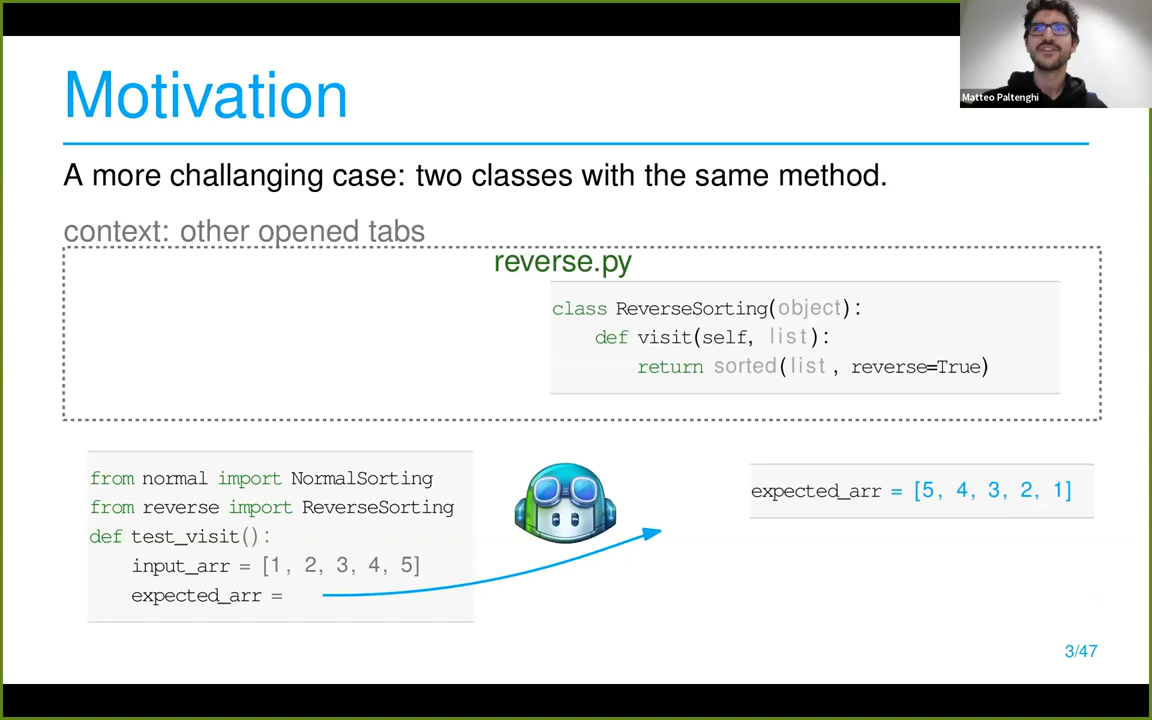 Motivation
Matteo Paltenghi
A more challanging case: two classes with the same method.
context: other opened tabs
reverse.py
class ReverseSorting(object):
def visit(self, list):
return sorted(list, reverse=True)
from normal import NormalSorting
from reverse import ReverseSorting
def test_visit():
input_arr = [1, 2, 3, 4, 5]
expected_arr =
expected_arr = [5, 4, 3, 2, 1]
3/47